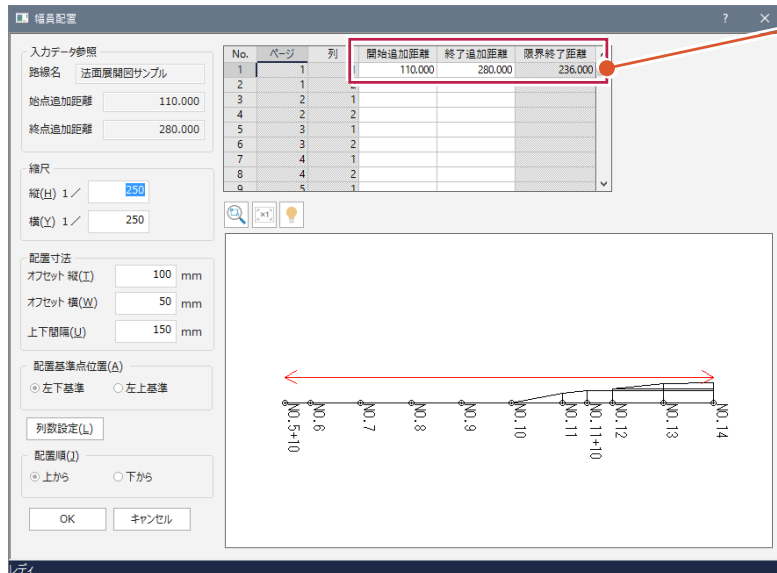 幅員配置 ? ×
入力データ参照
路線名 法面展開図サンプル
始点追加距離 110.000
終点追加距離 280.000
縮尺
縦(H) 1／ 250
横(Y) 1／ 250
配置寸法
オフセット 縦(T) 100 mm
オフセット 横(W) 50 mm
上下間隔(U) 150 mm
配置基準点位置(A)
左下基準 左上基準
列数設定(L)
配置順(J)
上から 下から
OK キャンセル
No. ページ 列 開始追加距離 終了追加距離 限界終了距離
1 1 1 110.000 280.000 236.000
2 1 2
3 2 1
4 2 2
5 3 1
6 3 2
7 4 1
8 4 2
9 5 1
×1
NO.5+10
NO.6
NO.7
NO.8
NO.9
NO.10
NO.11
NO.11+10
NO.12
NO.13
NO.14
レディ